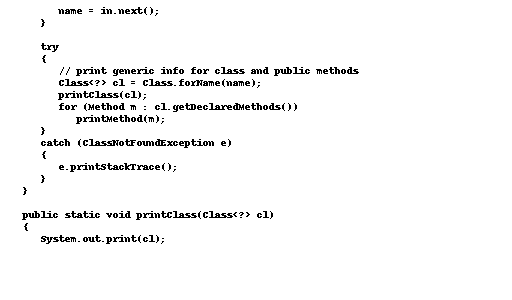 name = in.next();
}
try
{
// print generic info for class and public methods
Class<?> cl = Class.forName(name);
printClass(cl);
for (Method m : cl.getDeclaredMethods())
printMethod(m);
}
catch (ClassNotFoundException e)
{
e.printStackTrace();
}
}
public static void printClass(Class<?> cl)
{
System.out.print(cl);